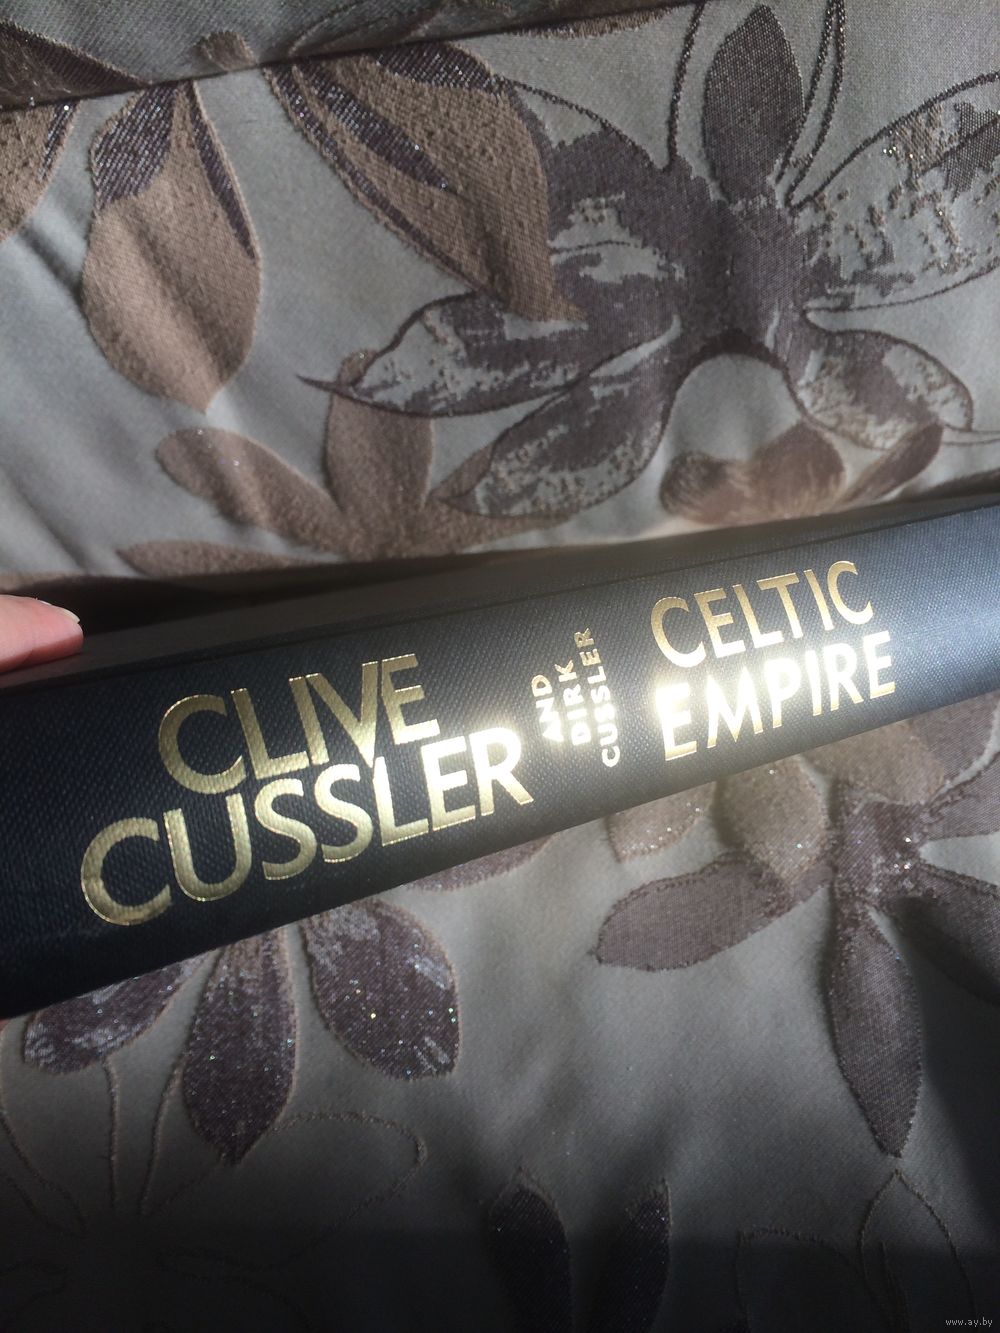 CLIVE
CUSSLER
AND
DIRK
CUSSLER
CELTIC
EMPIRE
www.ay.by